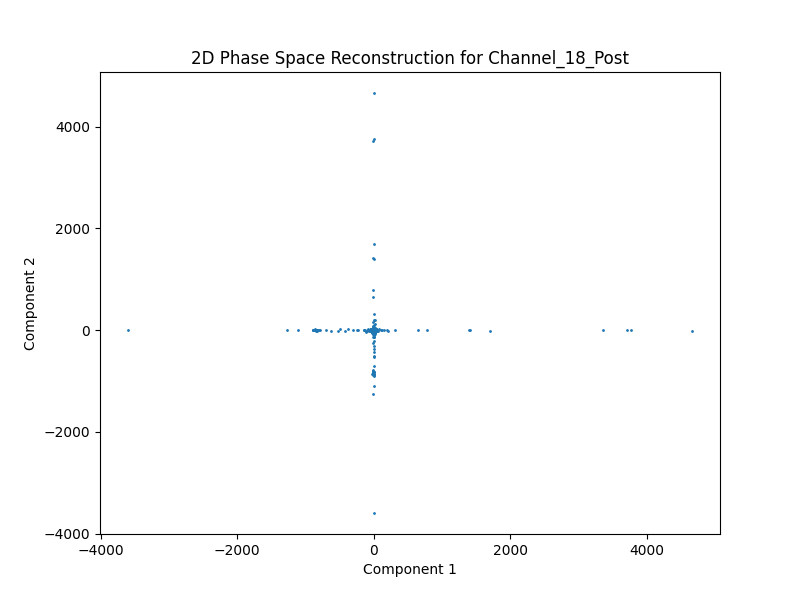 2D Phase Space Reconstruction for Channel_18_Post
4000
2000
0
−2000
−4000
Component 2
−4000 −2000 0 2000 4000
Component 1